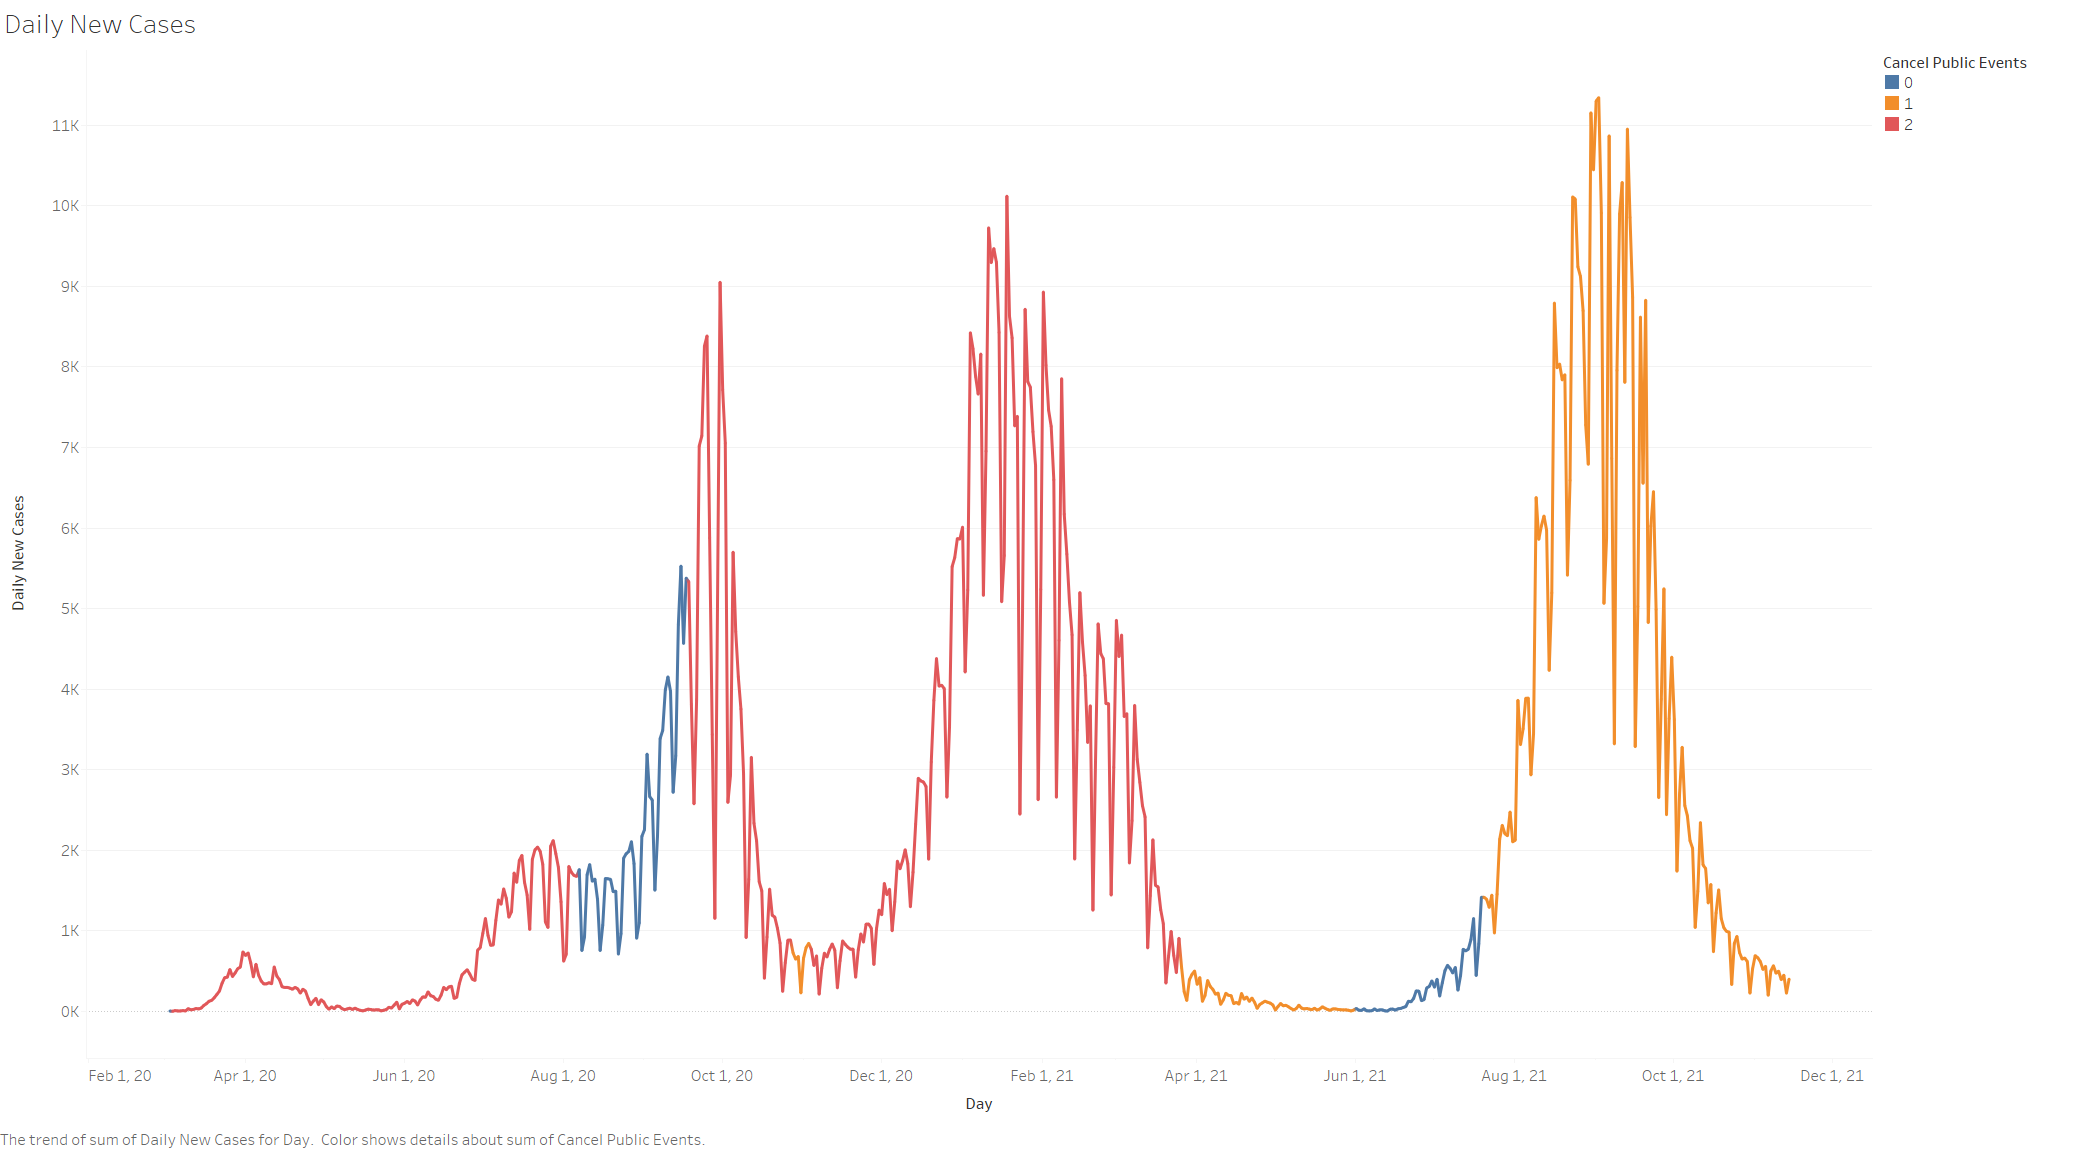 Daily New Cases
Cancel Public Events
0
1
2
11K
10K
9K
8K
7K
6K
5K
4K
3K
2K
1K
0K
Daily New Cases
Feb 1, 20 Apr 1, 20 Jun 1, 20 Aug 1, 20 Oct 1, 20 Dec 1, 20 Feb 1, 21 Apr 1, 21 Jun 1, 21 Aug 1, 21 Oct 1, 21 Dec 1, 21
Day
The trend of sum of Daily New Cases for Day. Color shows details about sum of Cancel Public Events.